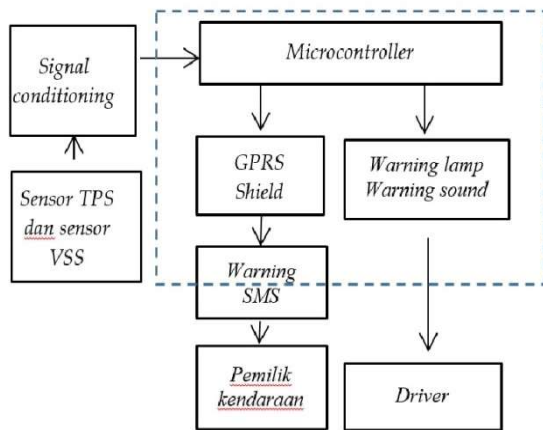 Signal
conditioning
Microcontroller
GPRS
Shield
Warning lamp
Warning sound
Sensor TPS
dan sensor
VSS
Warning
SMS
Pemilik
kendaraan
Driver